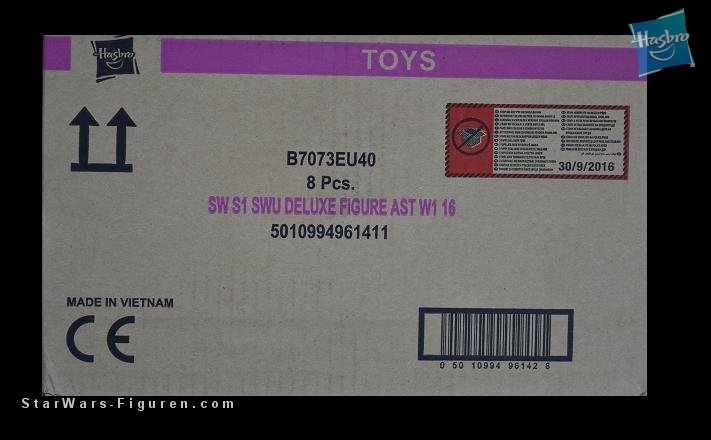 Hasbro
TOYS
Hasbro
B7073EU40
8 Pcs.
SW S1 SWU DELUXE FIGURE AST W1 16
5010994961411
30/9/2016
MADE IN VIETNAM
CE
0 50 10994 96142 8
StarWars-Figuren.com